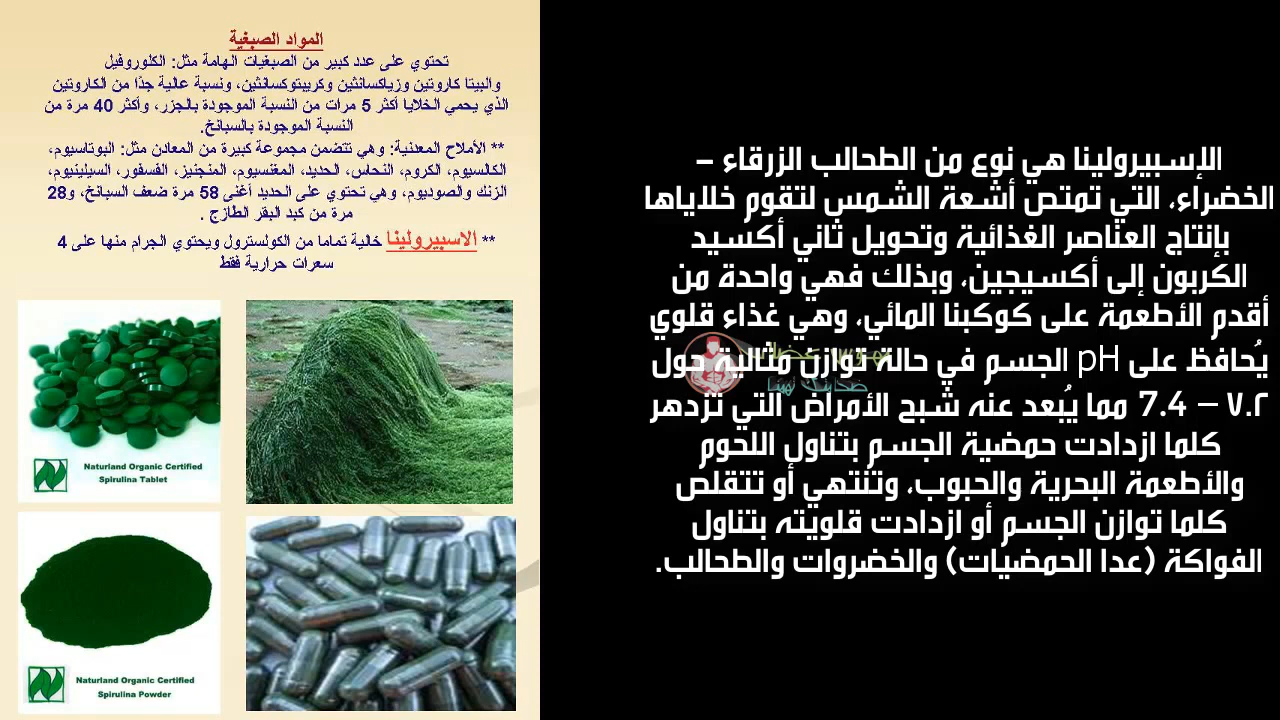 المواد الصبغية
تحتوي على عدد كبير من الصبغيات الهامة مثل: الكلوروفيل
والبيتا كاروتين وزياكسانثين وكريبتوكسانثين، ونسبة عالية جدًا من الكاروتين
الذي يحمي الخلايا أكثر 5 مرات من النسبة الموجودة بالجزر، وأكثر 40 مرة من
النسبة الموجودة بالسبانخ.
** الأملاح المعدنية: وهي تتضمن مجموعة كبيرة من المعادن مثل: البوتاسيوم،
الكالسيوم، الكروم، النحاس، الحديد، المغنسيوم، المنجنيز، الفسفور، السيلينيوم،
الزنك والصوديوم، وهي تحتوي على الحديد أغنى 58 مرة ضعف السبانخ، و28
مرة من كبد البقر الطازج .
** الاسبيرولينا خالية تماما من الكولسترول ويحتوي الجرام منها على 4
سعرات حرارية فقط
Naturland Organic Certified
Spirulina Tablet
Naturland Organic Certified
Spirulina Powder
الإسبيرولينا هي نوع من الطحالب الزرقاء –
الخضراء، التي تمتص أشعة الشمس لتقوم خلاياها
بإنتاج العناصر الغذائية وتحويل ثاني أكسيد
الكربون إلى أكسيجين، وبذلك فهي واحدة من
أقدم الأطعمة على كوكبنا المائي، وهي غذاء قلوي
يُحافظ على pH الجسم في حالة توازن مثالية حول
٧.٢ – 7.4 مما يُبعد عنه شبح الأمراض التي تزدهر
كلما ازدادت حمضية الجسم بتناول اللحوم
والأطعمة البحرية والحبوب، وتنتهي أو تتقلص
كلما توازن الجسم أو ازدادت قلويته بتناول
الفواكة (عدا الحمضيات) والخضروات والطحالب.